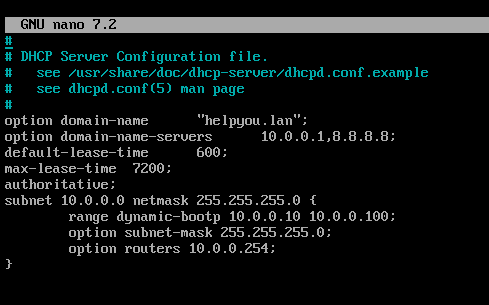 GNU nano 7.2
#
# DHCP Server Configuration file.
#   see /usr/share/doc/dhcp-server/dhcpd.conf.example
#   see dhcpd.conf(5) man page
#
option domain-name      "helpyou.lan";
option domain-name-servers      10.0.0.1,8.8.8.8;
default-lease-time      600;
max-lease-time  7200;
authoritative;
subnet 10.0.0.0 netmask 255.255.255.0 {
        range dynamic-bootp 10.0.0.10 10.0.0.100;
        option subnet-mask 255.255.255.0;
        option routers 10.0.0.254;
}